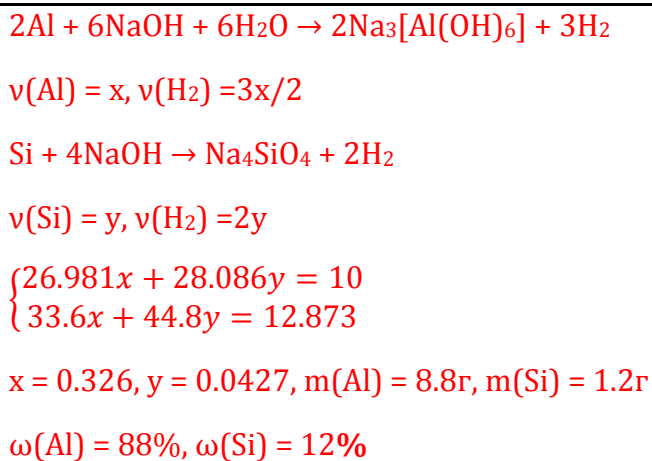 2Al + 6NaOH + 6H₂O → 2Na₃[Al(OH)₆] + 3H₂
ν(Al) = x, ν(H₂) =3x/2
Si + 4NaOH → Na₄SiO₄ + 2H₂
ν(Si) = y, ν(H₂) =2y
26.981x + 28.086y = 10
33.6x + 44.8y = 12.873
x = 0.326, y = 0.0427, m(Al) = 8.8г, m(Si) = 1.2г
ω(Al) = 88%, ω(Si) = 12%